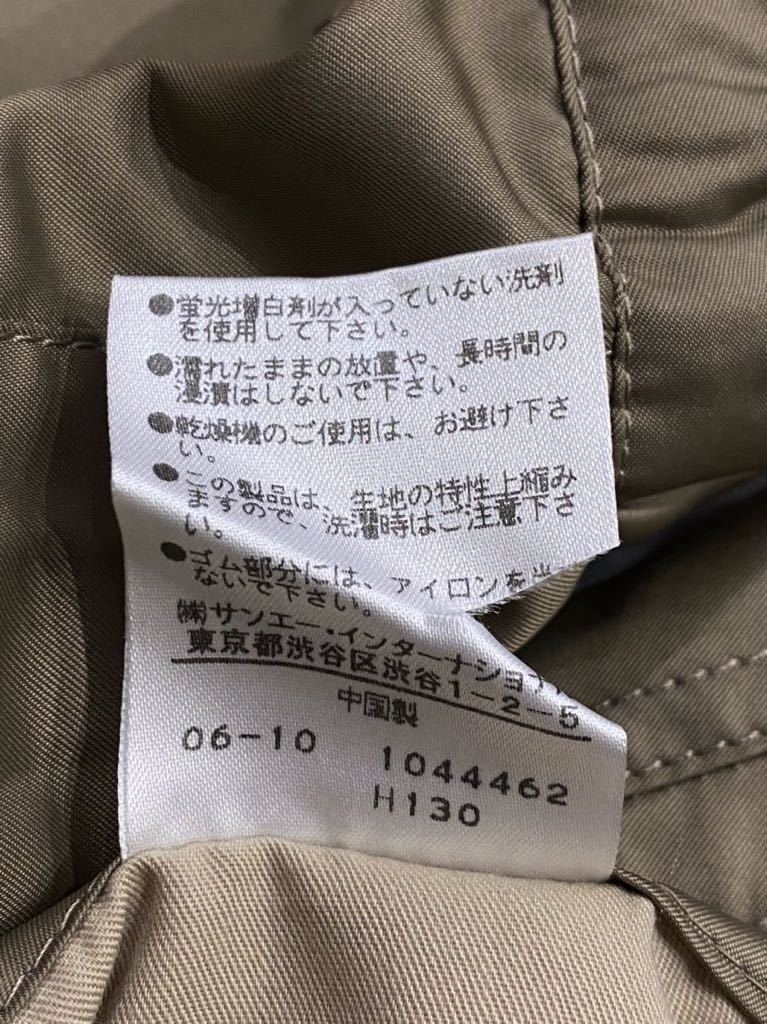 ●蛍光増白剤が入っていない洗剤
を使用して下さい。
●濡れたままの放置や、長時間の
浸漬はしないで下さい。
●乾燥機のご使用は、お避け下さ
い。
●この製品は、生地の特性上縮み
ますので、洗濯時はご注意下さ
い。
●ゴム部分には、アイロンを当
ないで下さい。
㈱サンエー・インターナショナ
東京都渋谷区渋谷1-2-5
中国製
06-10 1044462
H130